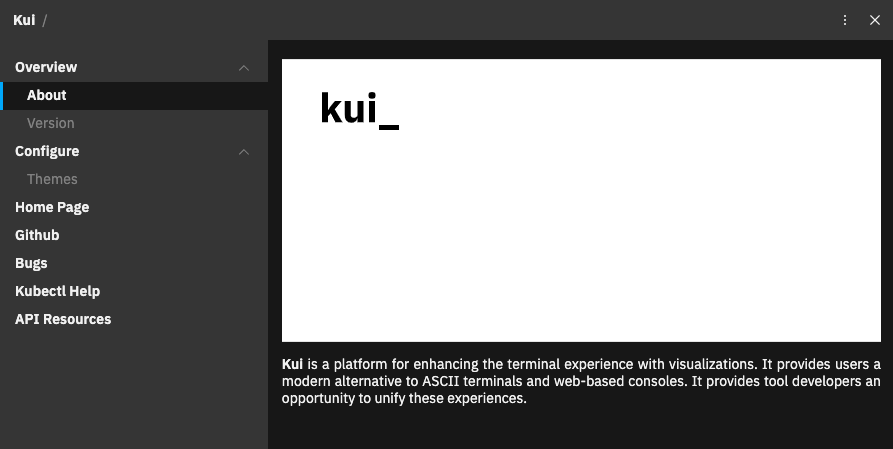 Kui /
Overview
About
Version
Configure
Themes
Home Page
Github
Bugs
Kubectl Help
API Resources
kui_
Kui is a platform for enhancing the terminal experience with visualizations. It provides users a
modern alternative to ASCII terminals and web-based consoles. It provides tool developers an
opportunity to unify these experiences.